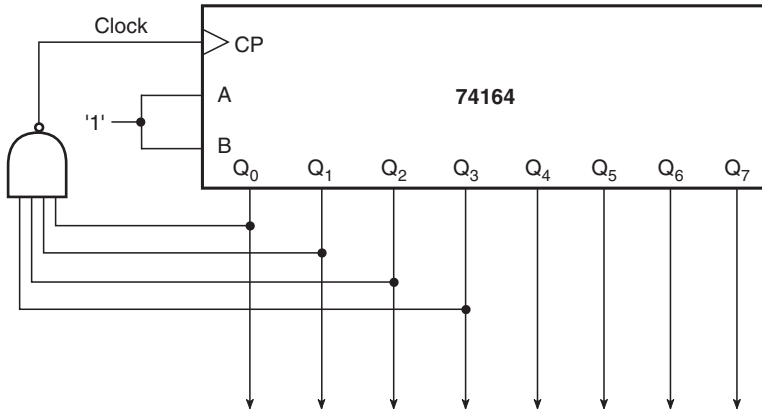 Clock
CP
A
74164
'1'
B
Q₀ Q₁ Q₂ Q₃ Q₄ Q₅ Q₆ Q₇